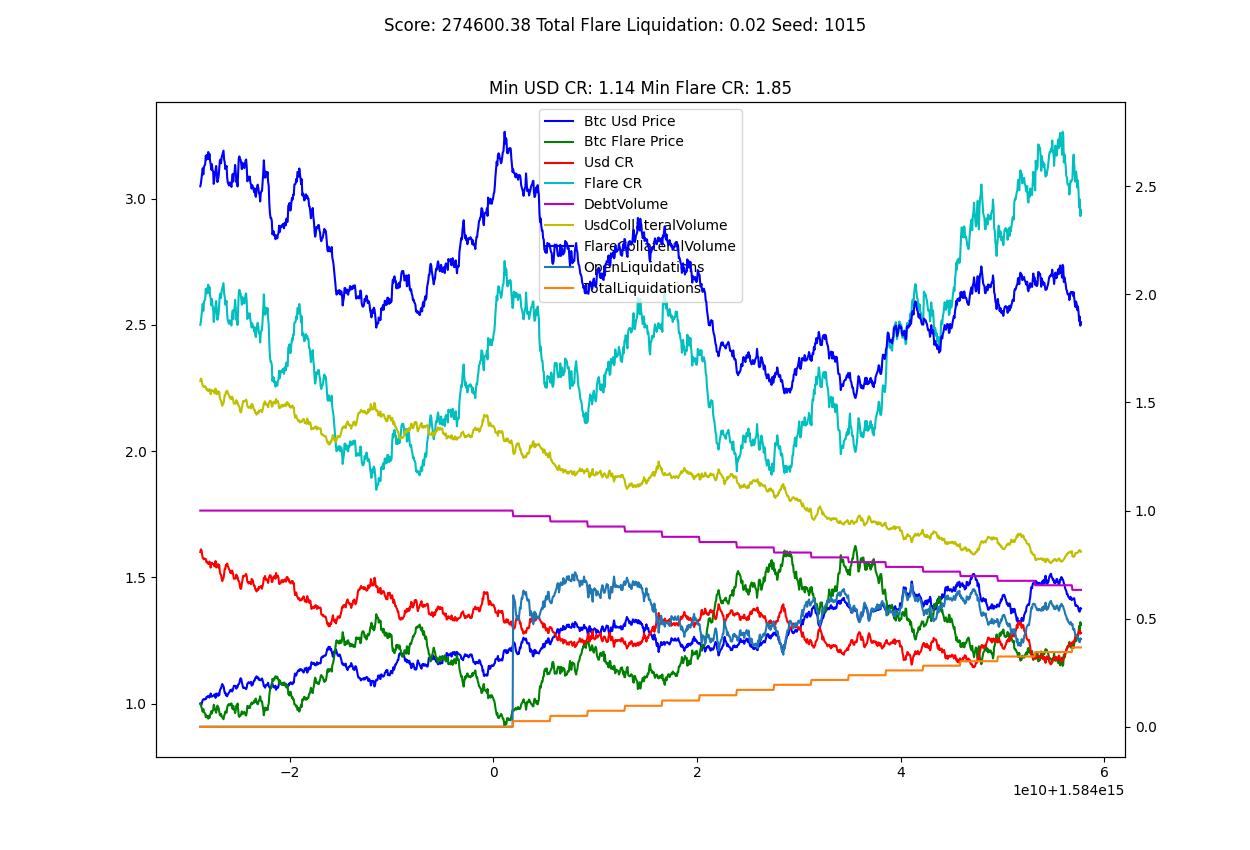 Score: 274600.38 Total Flare Liquidation: 0.02 Seed: 1015
Min USD CR: 1.14 Min Flare CR: 1.85
Btc Usd Price
Btc Flare Price
Usd CR
Flare CR
DebtVolume
UsdCollateralVolume
FlareCollateralVolume
OpenLiquidations
TotalLiquidations
3.0
2.5
2.0
1.5
1.0
2.5
2.0
1.5
1.0
0.5
0.0
−2 0 2 4 6
1e10+1.584e15